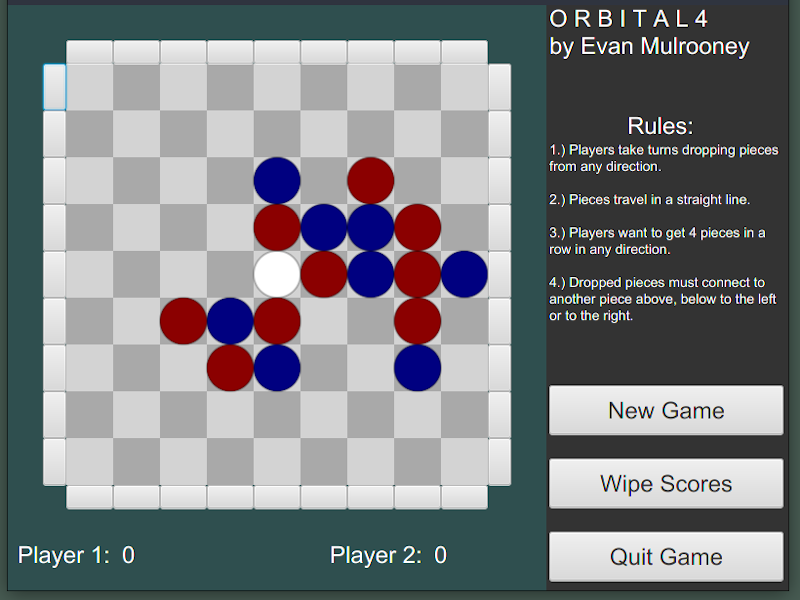 O R B I T A L 4
by Evan Mulrooney
Rules:
1.) Players take turns dropping pieces
from any direction.
2.) Pieces travel in a straight line.
3.) Players want to get 4 pieces in a
row in any direction.
4.) Dropped pieces must connect to
another piece above, below to the left
or to the right.
New Game
Wipe Scores
Quit Game
Player 1: 0
Player 2: 0